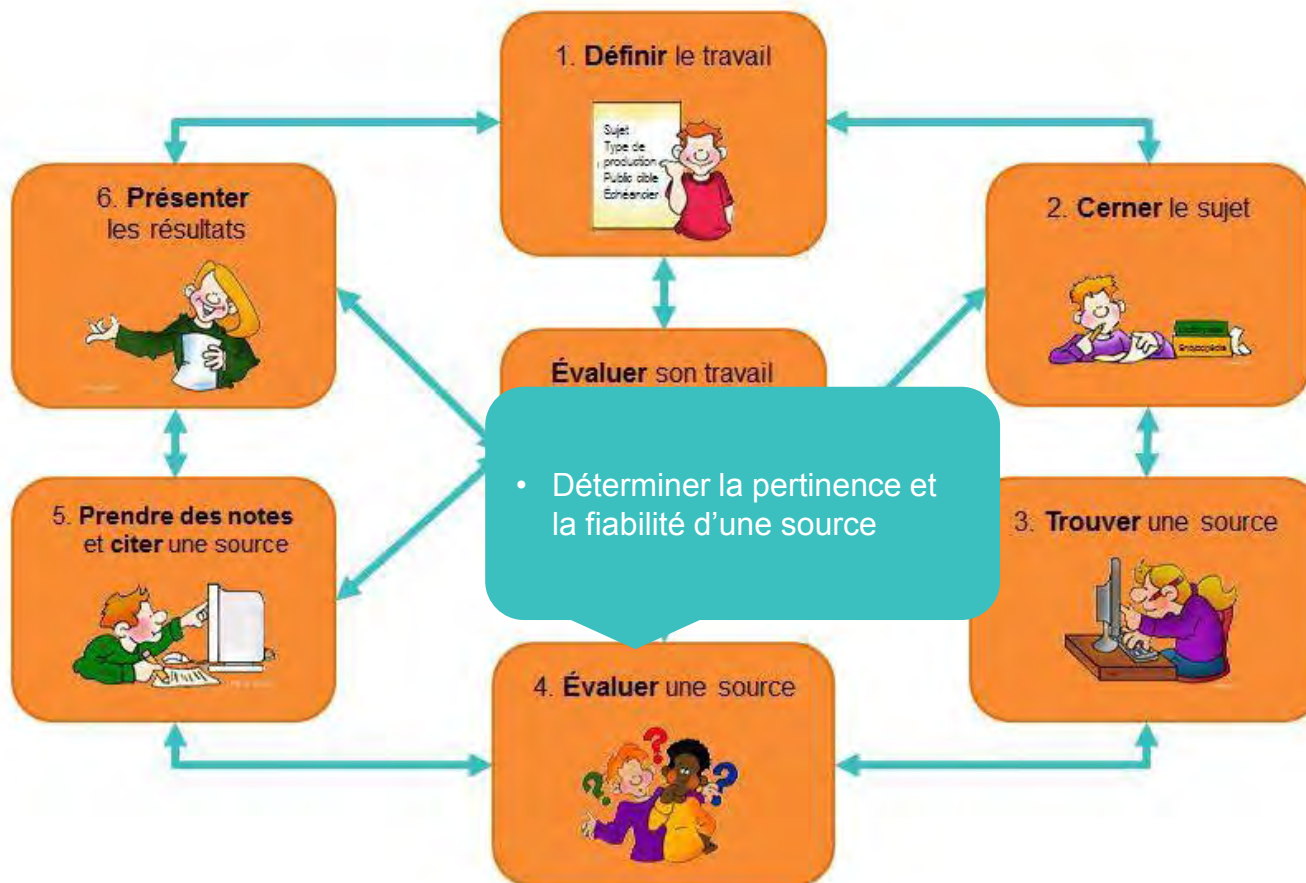 1. Définir le travail
Sujet
Type de
production
Public cible
Échéancier
2. Cerner le sujet
Encyclopédie
3. Trouver une source
4. Évaluer une source
5. Prendre des notes
et citer une source
6. Présenter
les résultats
Évaluer son travail
• Déterminer la pertinence et
la fiabilité d’une source